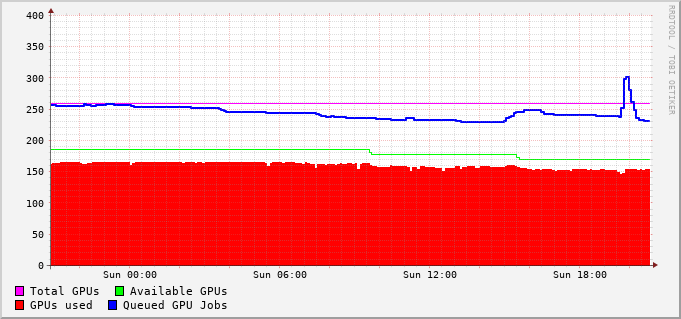 400
350
300
250
200
150
100
50
0
Sun 00:00 Sun 06:00 Sun 12:00 Sun 18:00
Total GPUs Available GPUs
GPUs used Queued GPU Jobs
RRDTOOL / TOBI OETIKER